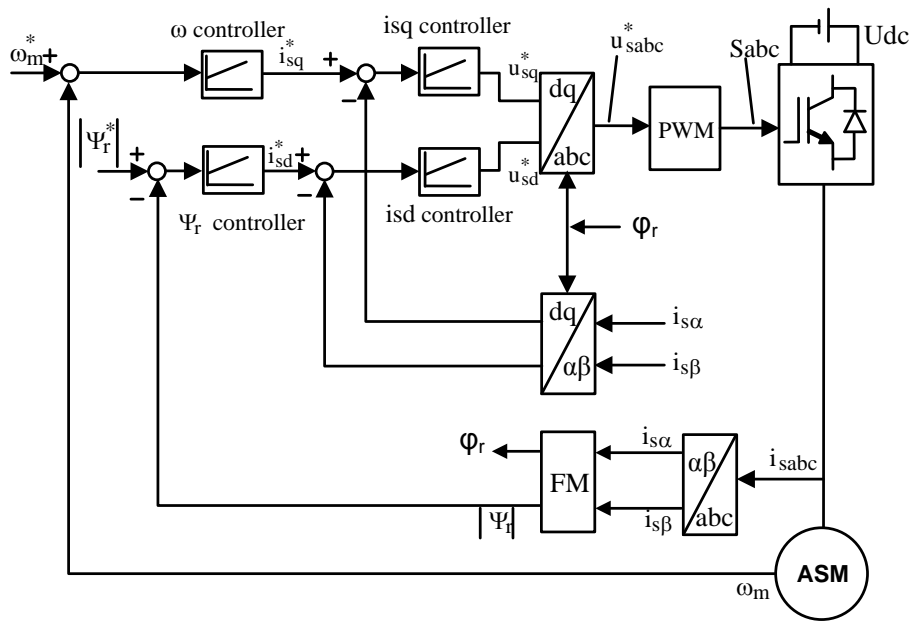 ω controller
isq controller
Udc
ω*m
+
i*sq
+
u*sq
u*sabc
Sabc
−
dq
PWM
|Ψ*r|
+
i*sd
+
abc
−
−
u*sd
Ψr controller
isd controller
φr
dq
isα
αβ
isβ
φr
FM
isα
αβ
isabc
isβ
abc
|Ψr|
ωm
ASM